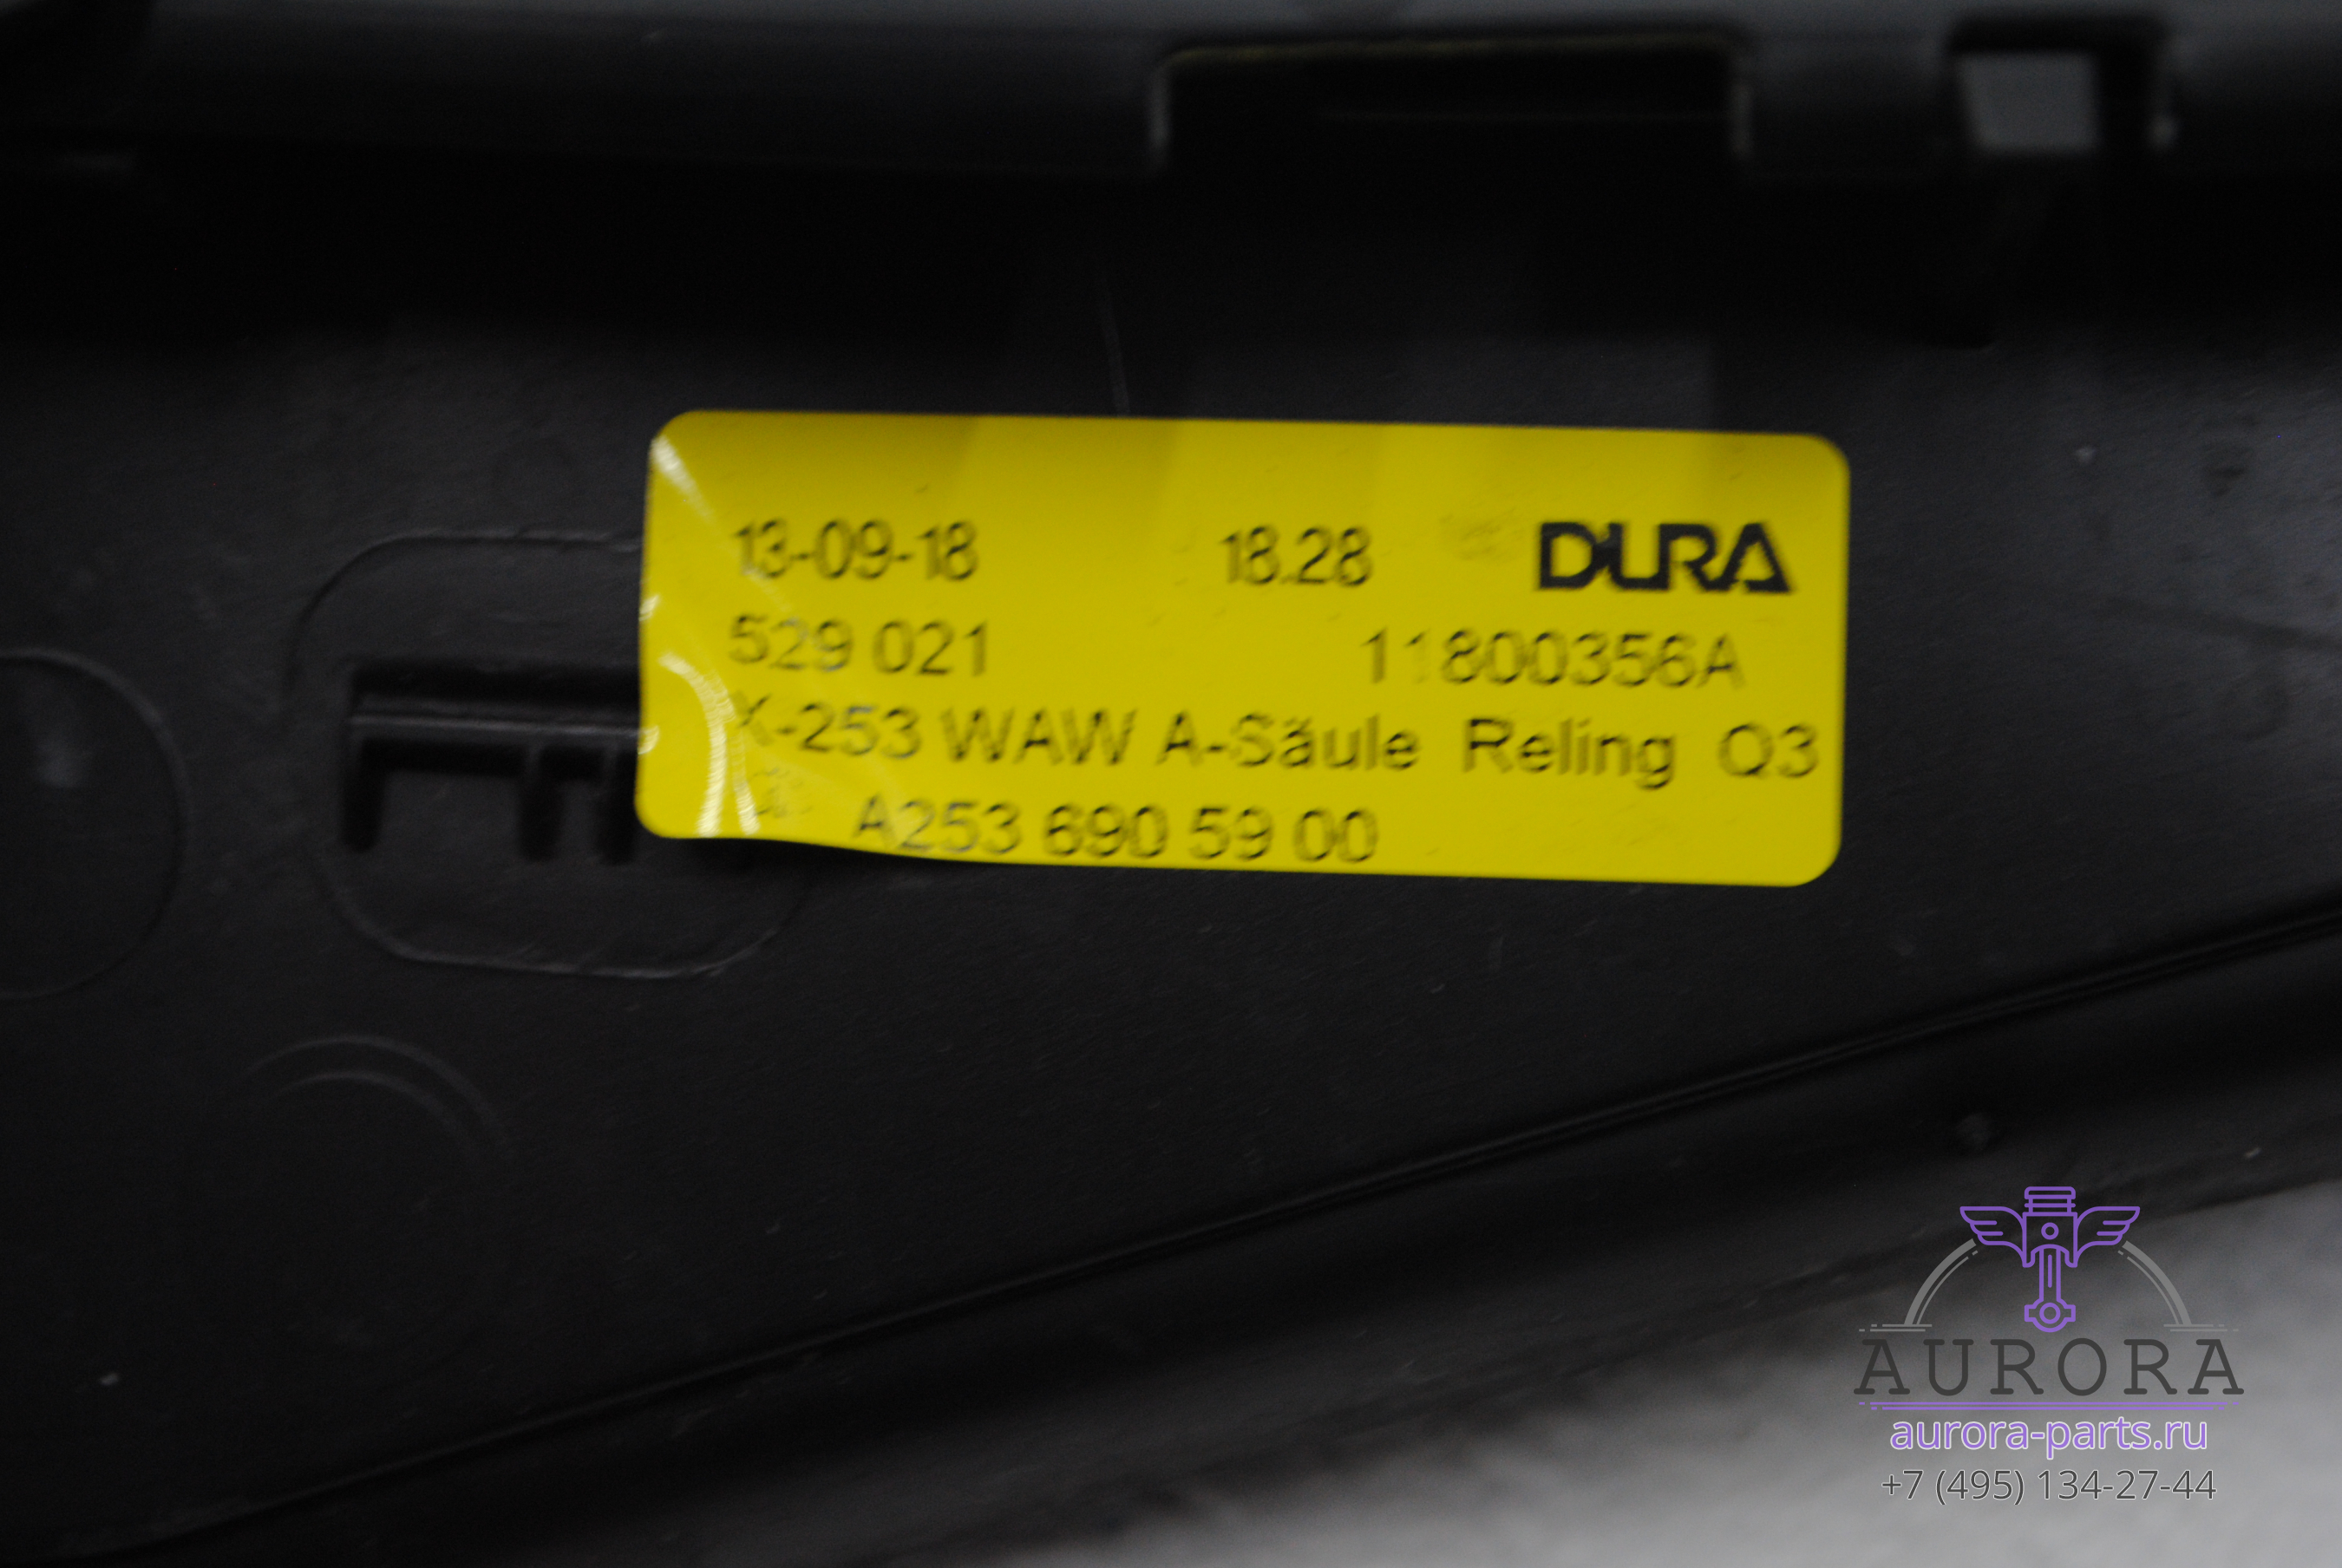 13-09-18 18.28 DURA
529 021 11800356A
X-253 WAW A-Säule Reling Q3
A253 690 59 00
AURORA
aurora-parts.ru
+7 (495) 134-27-44